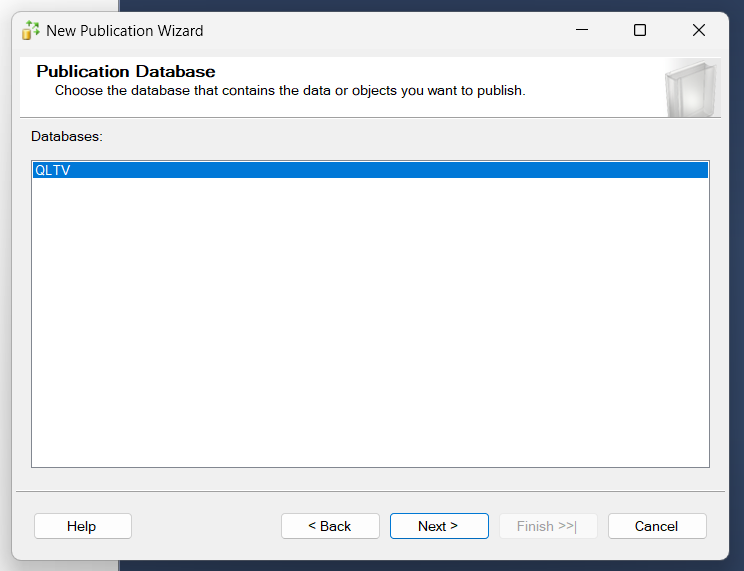 New Publication Wizard
Publication Database
Choose the database that contains the data or objects you want to publish.
Databases:
QLTV
Help
< Back
Next >
Finish >>|
Cancel